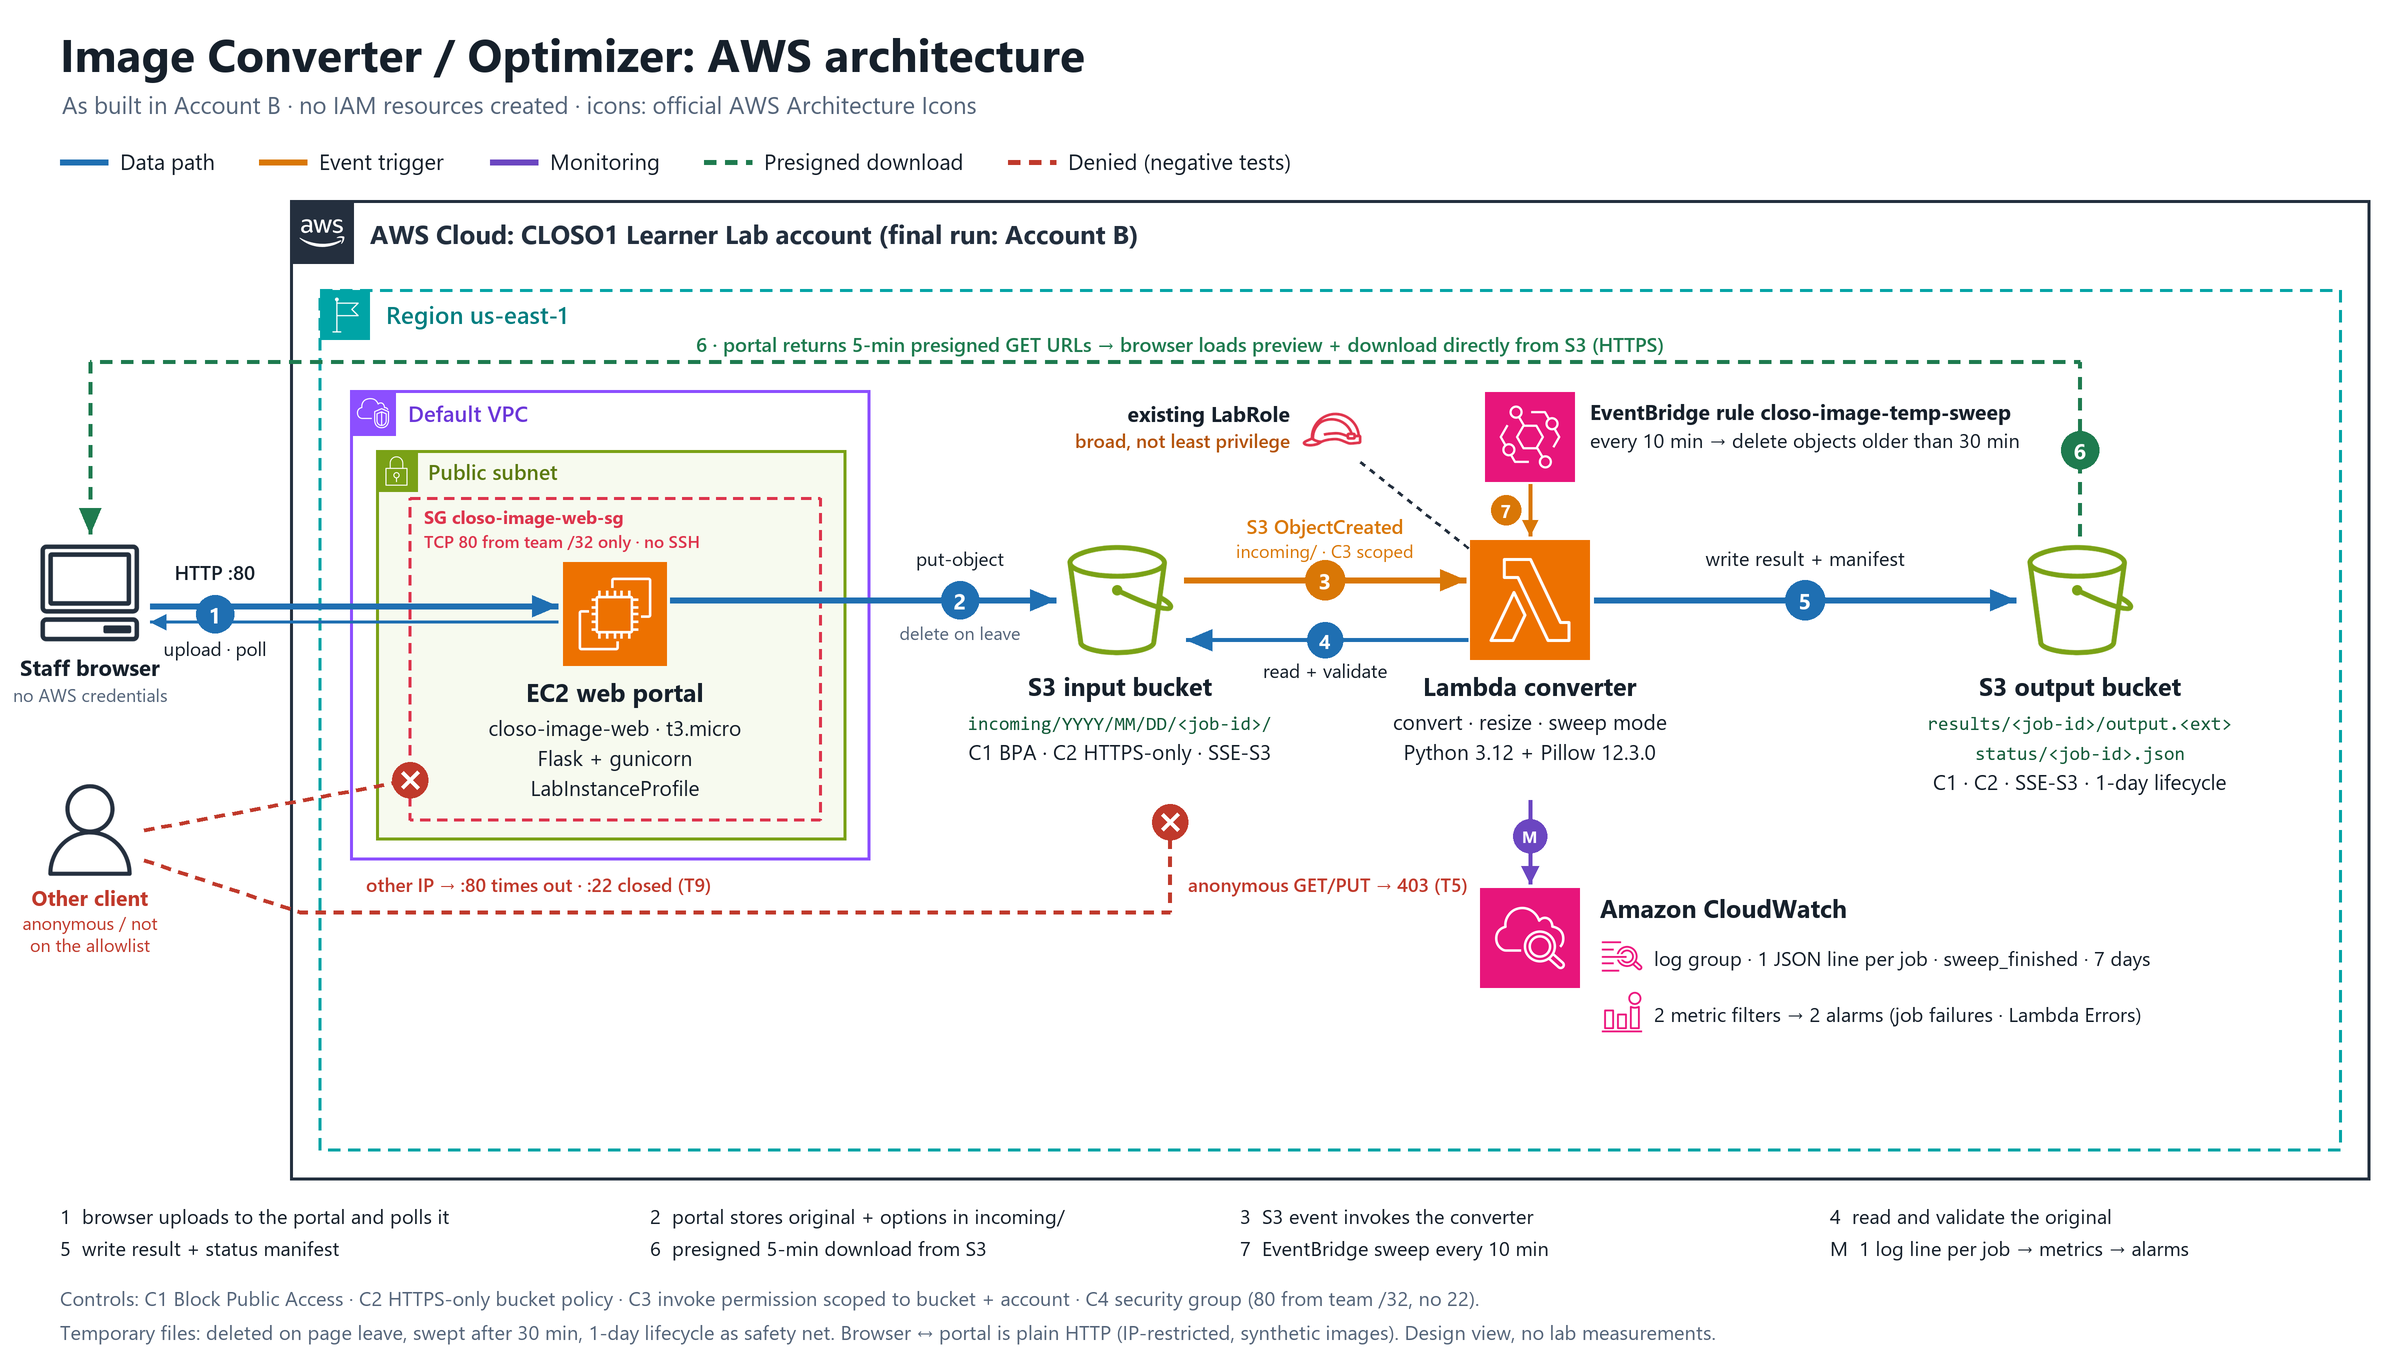 Image Converter / Optimizer: AWS architecture
As built in Account B · no IAM resources created · icons: official AWS Architecture Icons
Data path
Event trigger
Monitoring
Presigned download
Denied (negative tests)
aws
AWS Cloud: CLOSO1 Learner Lab account (final run: Account B)
Region us-east-1
6 · portal returns 5-min presigned GET URLs → browser loads preview + download directly from S3 (HTTPS)
Default VPC
Public subnet
SG closo-image-web-sg
TCP 80 from team /32 only · no SSH
existing LabRole
broad, not least privilege
EventBridge rule closo-image-temp-sweep
every 10 min → delete objects older than 30 min
6
7
HTTP :80
1
upload · poll
Staff browser
no AWS credentials
EC2 web portal
closo-image-web · t3.micro
Flask + gunicorn
LabInstanceProfile
put-object
2
delete on leave
S3 input bucket
incoming/YYYY/MM/DD/<job-id>/
C1 BPA · C2 HTTPS-only · SSE-S3
S3 ObjectCreated
incoming/ · C3 scoped
3
4
read + validate
Lambda converter
convert · resize · sweep mode
Python 3.12 + Pillow 12.3.0
write result + manifest
5
S3 output bucket
results/<job-id>/output.<ext>
status/<job-id>.json
C1 · C2 · SSE-S3 · 1-day lifecycle
Other client
anonymous / not
on the allowlist
other IP → :80 times out · :22 closed (T9)
anonymous GET/PUT → 403 (T5)
M
Amazon CloudWatch
log group · 1 JSON line per job · sweep_finished · 7 days
2 metric filters → 2 alarms (job failures · Lambda Errors)
1 browser uploads to the portal and polls it
2 portal stores original + options in incoming/
3 S3 event invokes the converter
4 read and validate the original
5 write result + status manifest
6 presigned 5-min download from S3
7 EventBridge sweep every 10 min
M 1 log line per job → metrics → alarms
Controls: C1 Block Public Access · C2 HTTPS-only bucket policy · C3 invoke permission scoped to bucket + account · C4 security group (80 from team /32, no 22).
Temporary files: deleted on page leave, swept after 30 min, 1-day lifecycle as safety net. Browser ↔ portal is plain HTTP (IP-restricted, synthetic images). Design view, no lab measurements.